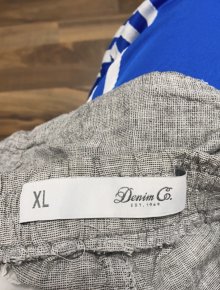 XL
Denim Co.
EST. 1969